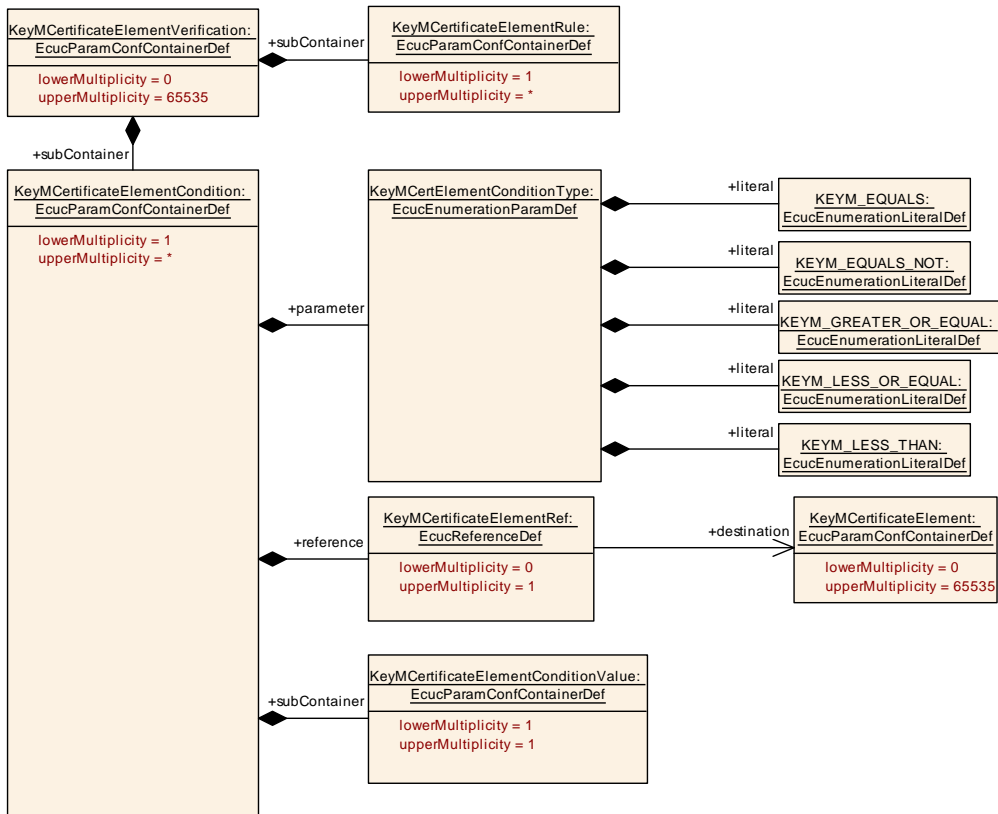 KeyMCertificateElementVerification:
EcucParamConfContainerDef
lowerMultiplicity = 0
upperMultiplicity = 65535
+subContainer
KeyMCertificateElementRule:
EcucParamConfContainerDef
lowerMultiplicity = 1
upperMultiplicity = *
+subContainer
KeyMCertificateElementCondition:
EcucParamConfContainerDef
lowerMultiplicity = 1
upperMultiplicity = *
+parameter
KeyMCertElementConditionType:
EcucEnumerationParamDef
+literal
KEYM_EQUALS:
EcucEnumerationLiteralDef
+literal
KEYM_EQUALS_NOT:
EcucEnumerationLiteralDef
+literal
KEYM_GREATER_OR_EQUAL:
EcucEnumerationLiteralDef
+literal
KEYM_LESS_OR_EQUAL:
EcucEnumerationLiteralDef
+literal
KEYM_LESS_THAN:
EcucEnumerationLiteralDef
+reference
KeyMCertificateElementRef:
EcucReferenceDef
lowerMultiplicity = 0
upperMultiplicity = 1
+destination
KeyMCertificateElement:
EcucParamConfContainerDef
lowerMultiplicity = 0
upperMultiplicity = 65535
+subContainer
KeyMCertificateElementConditionValue:
EcucParamConfContainerDef
lowerMultiplicity = 1
upperMultiplicity = 1